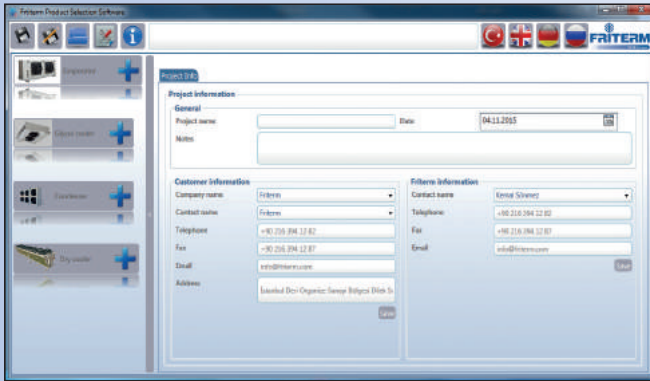 Friterm Product Selection Software
FRITERM
Evaporator
Project Info
Project information
General
Project name
Date
04.11.2015
Notes
Condenser
Dry cooler
Customer information
Company name
Friterm
Contact name
Friterm
Telephone
+90 216 394 12 82
Fax
+90 216 394 12 87
Email
info@friterm.com
Address
İstanbul Deri Organize Sanayi Bölgesi Dilek S
Save
Friterm information
Contact name
Kemal Sönmez
Telephone
+90 216 394 12 82
Fax
+90 216 394 12 87
Email
info@friterm.com
Save